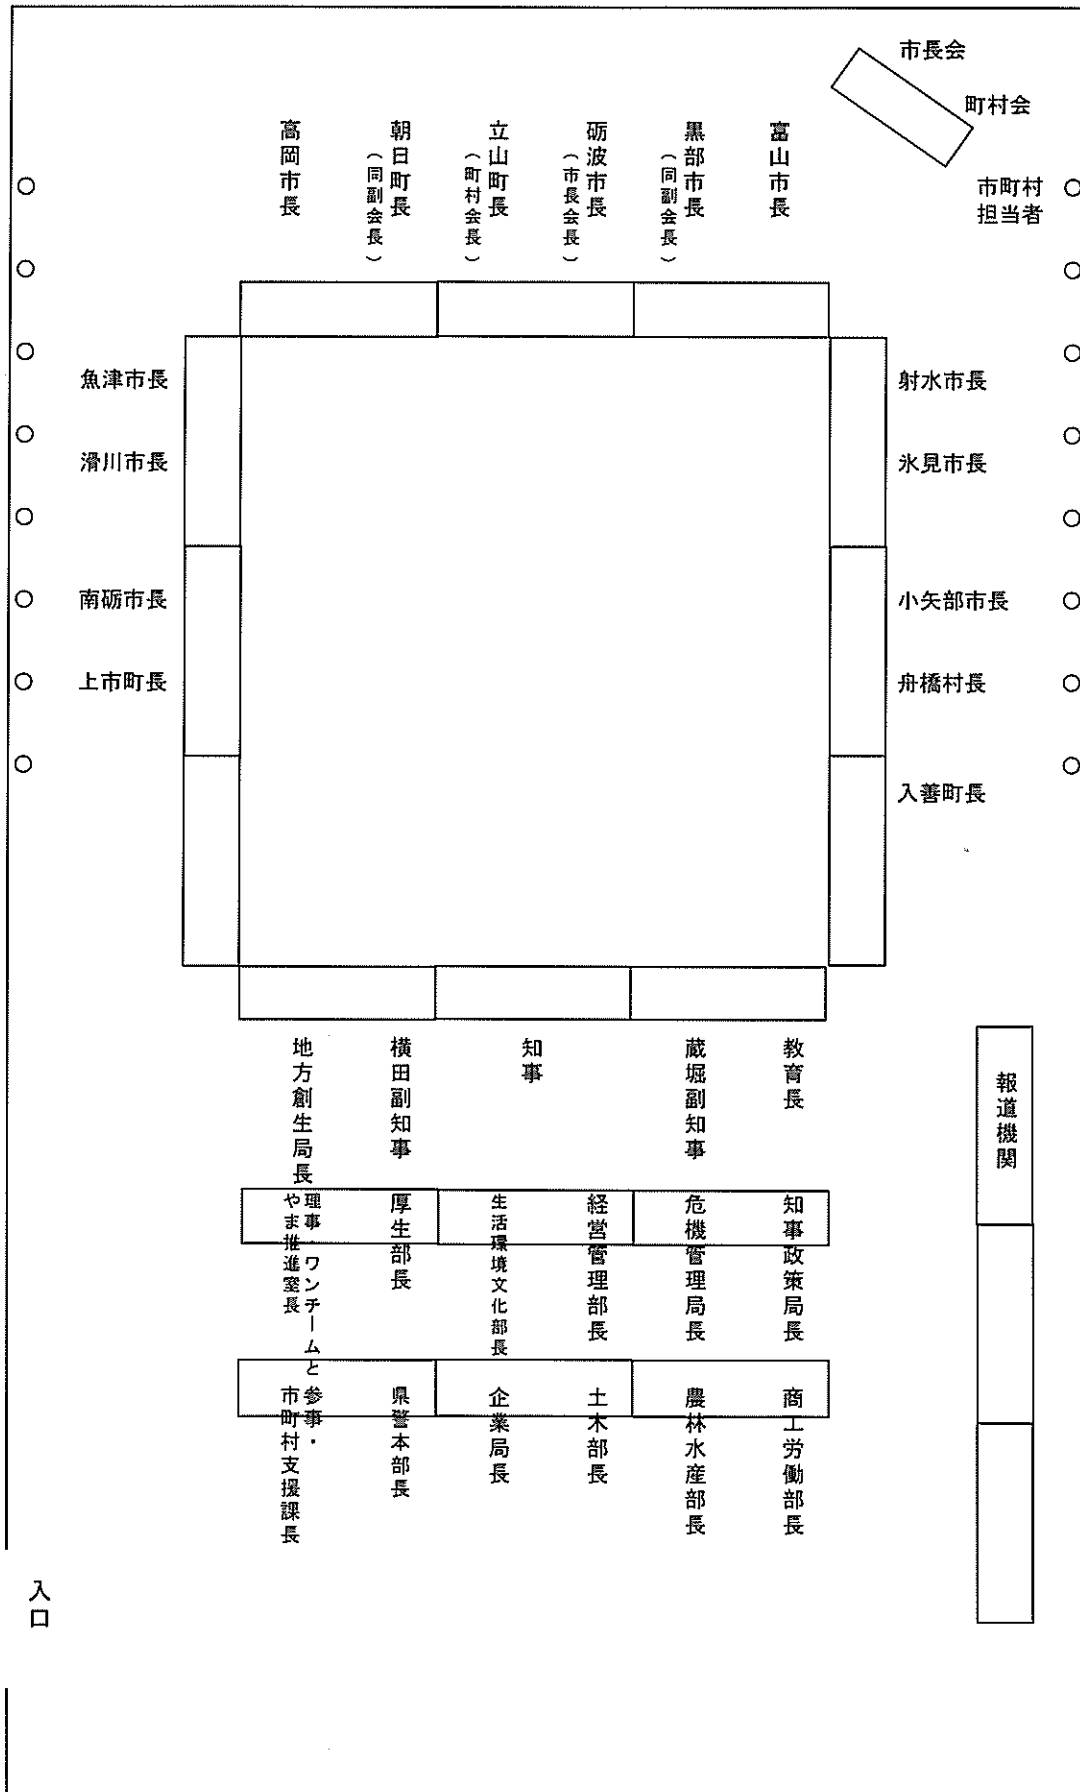 市長会
町村会
市町村
担当者
富山市長
黒部市長
(同副会長)
砺波市長
(市長会長)
立山町長
(町村会長)
朝日町長
(同副会長)
高岡市長
魚津市長
滑川市長
南砺市長
上市町長
射水市長
氷見市長
小矢部市長
舟橋村長
入善町長
教育長
蔵堀副知事
知事
横田副知事
地方創生局長
報道機関
知事政策局長
危機管理局長
経営管理部長
生活環境文化部長
厚生部長
理事・ワンチームと
やま推進室長
商工労働部長
農林水産部長
土木部長
企業局長
県警本部長
参事・
市町村支援課長
入口